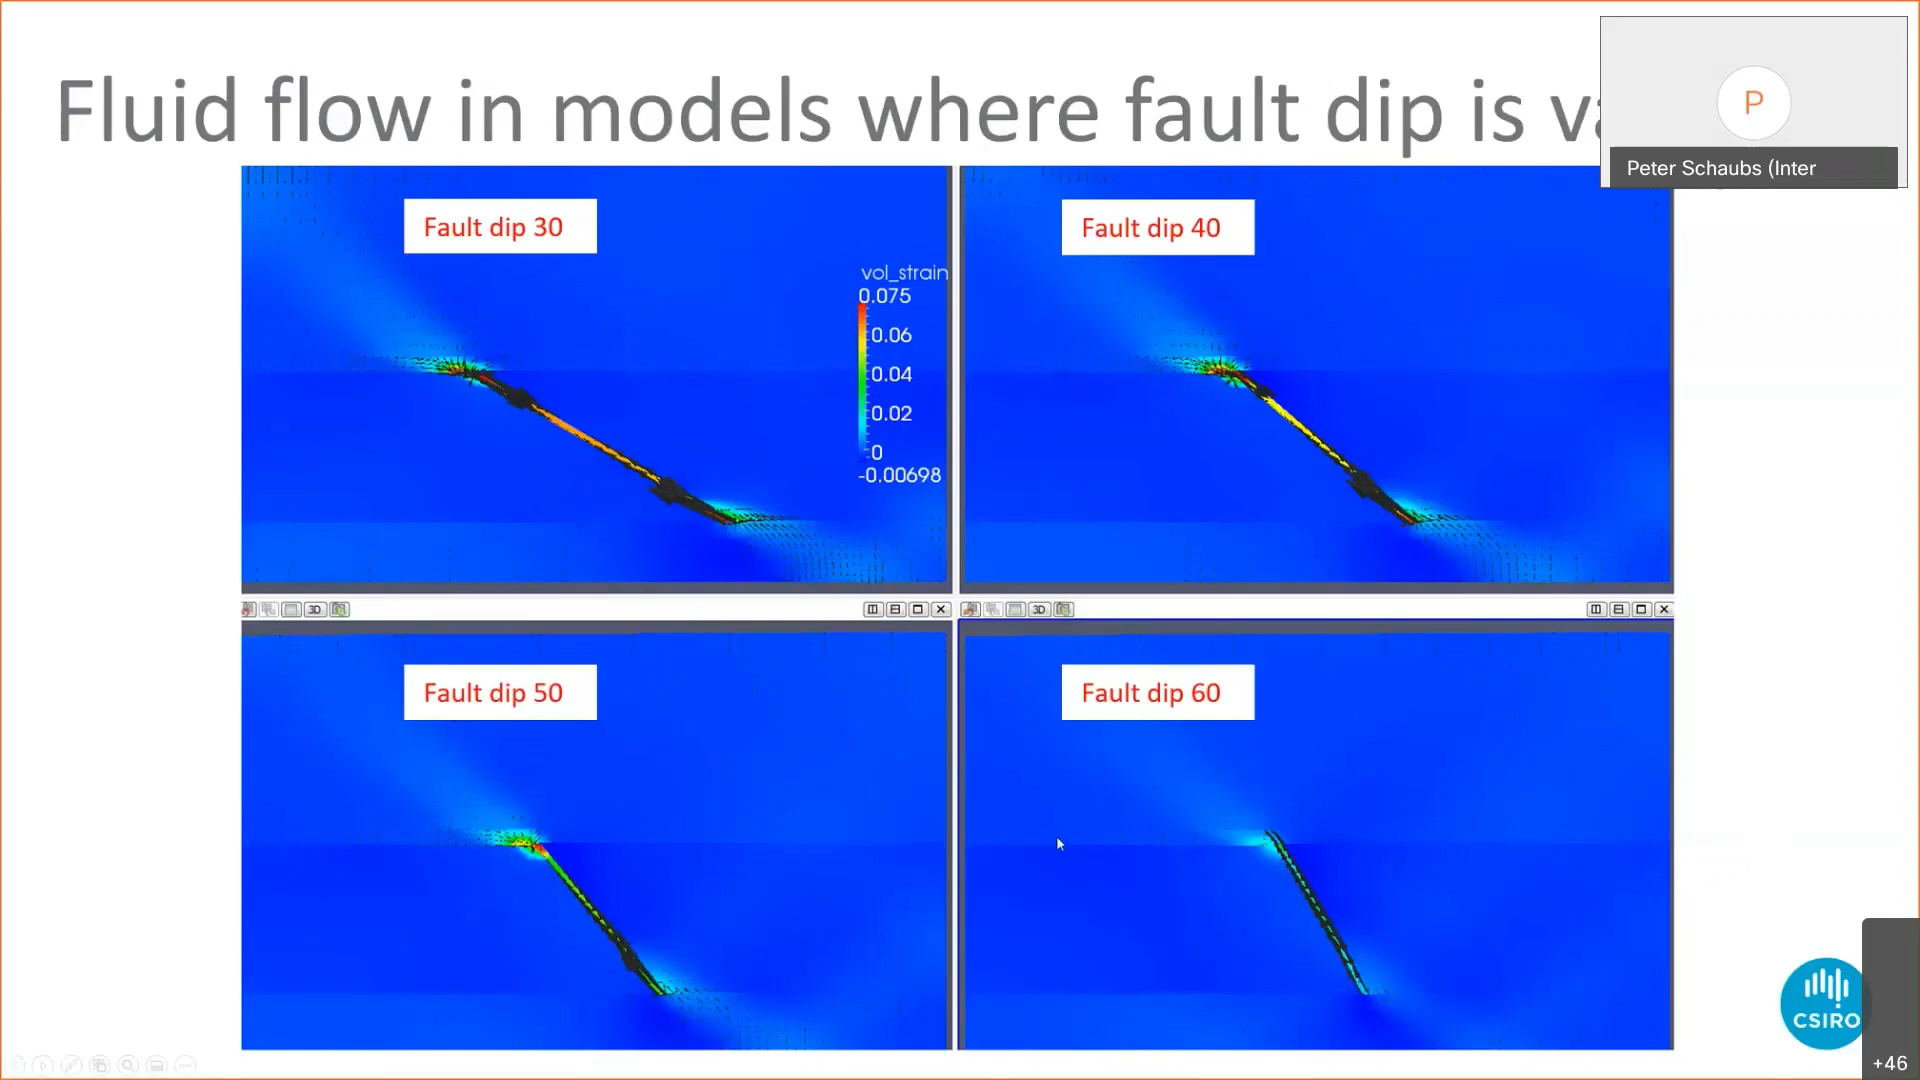 Fluid flow in models where fault dip is va
P
Peter Schaubs (Inter
Fault dip 30
Fault dip 40
vol_strain
0.075
0.06
0.04
0.02
0
-0.00698
3D
3D
Fault dip 50
Fault dip 60
CSIRO
+46